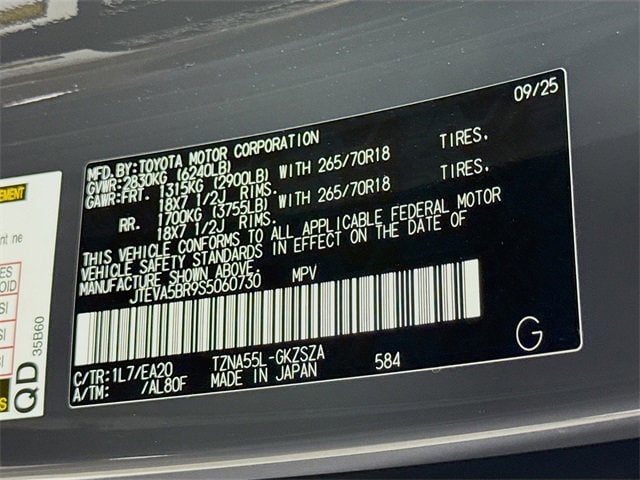 09/25
MFD. BY: TOYOTA MOTOR CORPORATION
GVWR: 2830KG (6240LB)
GAWR: FRT. 1315KG (2900LB) WITH 265/70R18 TIRES.
18X7 1/2J RIMS.
RR. 1700KG (3755LB) WITH 265/70R18 TIRES.
18X7 1/2J RIMS.
THIS VEHICLE CONFORMS TO ALL APPLICABLE FEDERAL MOTOR
VEHICLE SAFETY STANDARDS IN EFFECT ON THE DATE OF
MANUFACTURE SHOWN ABOVE.
JTEVA5BR9S5060730 MPV
C/TR: 1L7/EA20 TZNA55L-GKZSZA 584
A/TM: /AL80F MADE IN JAPAN
G
QD
35B60